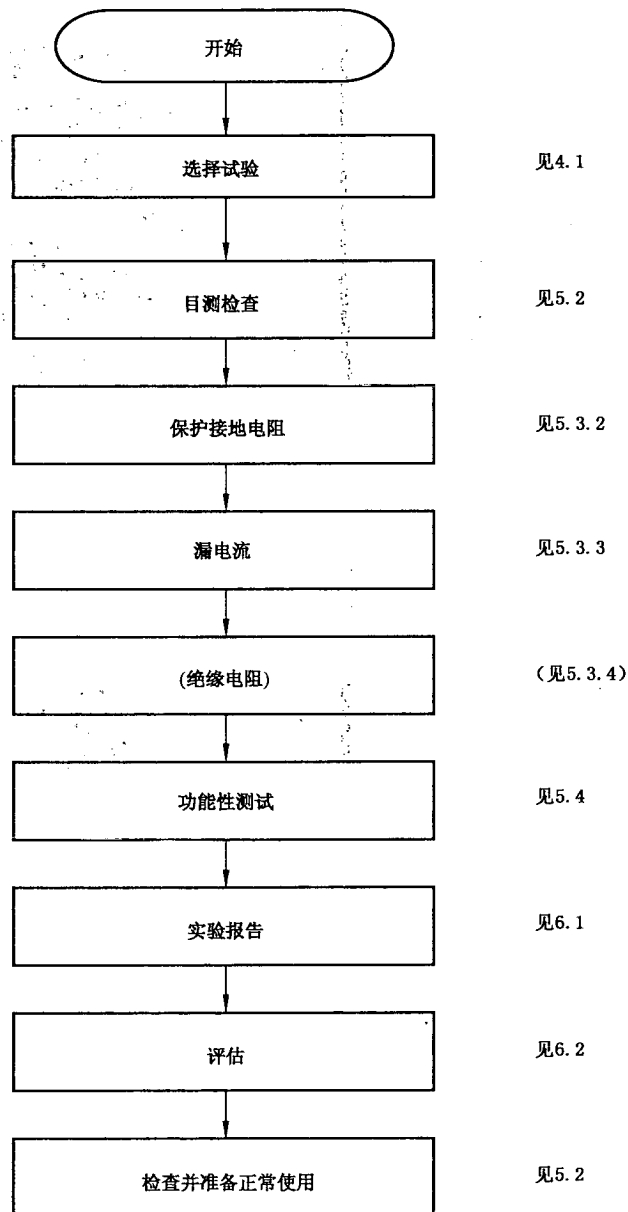 开始
选择试验 见4.1
目测检查 见5.2
保护接地电阻 见5.3.2
漏电流 见5.3.3
(绝缘电阻) (见5.3.4)
功能性测试 见5.4
实验报告 见6.1
评估 见6.2
检查并准备正常使用 见5.2